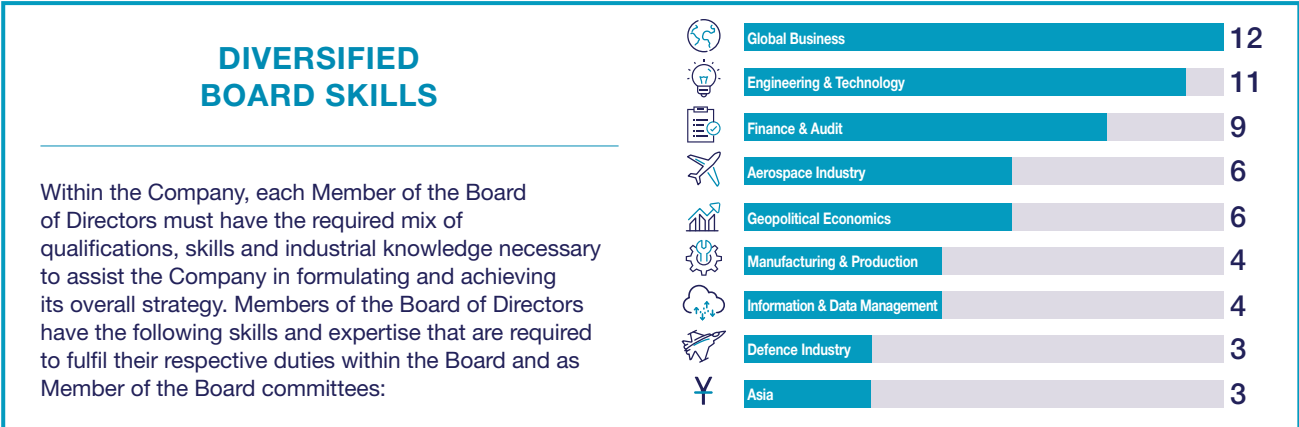 DIVERSIFIED
BOARD SKILLS
Within the Company, each Member of the Board
of Directors must have the required mix of
qualifications, skills and industrial knowledge necessary
to assist the Company in formulating and achieving
its overall strategy. Members of the Board of Directors
have the following skills and expertise that are required
to fulfil their respective duties within the Board and as
Member of the Board committees:
Global Business 12
Engineering & Technology 11
Finance & Audit 9
Aerospace Industry 6
Geopolitical Economics 6
Manufacturing & Production 4
Information & Data Management 4
Defence Industry 3
¥ Asia 3